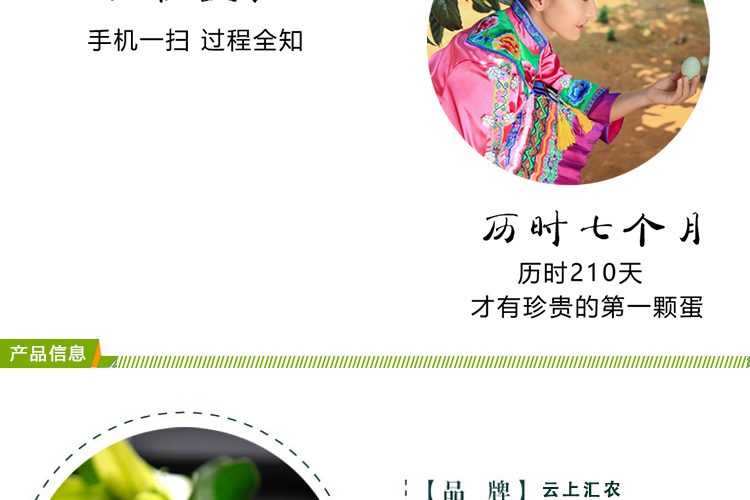 手机一扫 过程全知
历时七个月
历时210天
才有珍贵的第一颗蛋
产品信息
【品 牌】云上汇农